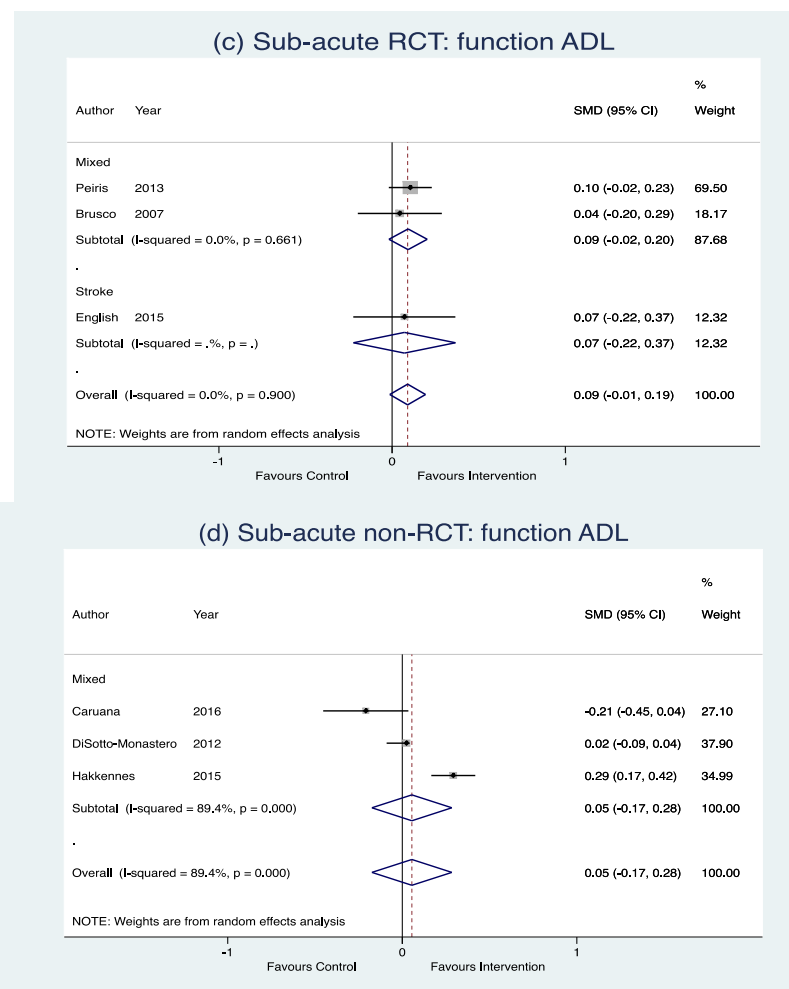 (c) Sub-acute RCT: function ADL
%
Author Year SMD (95% CI) Weight
Mixed
Peiris 2013 0.10 (-0.02, 0.23) 69.50
Brusco 2007 0.04 (-0.20, 0.29) 18.17
Subtotal (I-squared = 0.0%, p = 0.661) 0.09 (-0.02, 0.20) 87.68
.
Stroke
English 2015 0.07 (-0.22, 0.37) 12.32
Subtotal (I-squared = .%, p = .) 0.07 (-0.22, 0.37) 12.32
.
Overall (I-squared = 0.0%, p = 0.900) 0.09 (-0.01, 0.19) 100.00
NOTE: Weights are from random effects analysis
-1 0 1
Favours Control Favours Intervention
(d) Sub-acute non-RCT: function ADL
%
Author Year SMD (95% CI) Weight
Mixed
Caruana 2016 -0.21 (-0.45, 0.04) 27.10
DiSotto-Monastero 2012 0.02 (-0.09, 0.04) 37.90
Hakkennes 2015 0.29 (0.17, 0.42) 34.99
Subtotal (I-squared = 89.4%, p = 0.000) 0.05 (-0.17, 0.28) 100.00
.
Overall (I-squared = 89.4%, p = 0.000) 0.05 (-0.17, 0.28) 100.00
NOTE: Weights are from random effects analysis
-1 0 1
Favours Control Favours Intervention